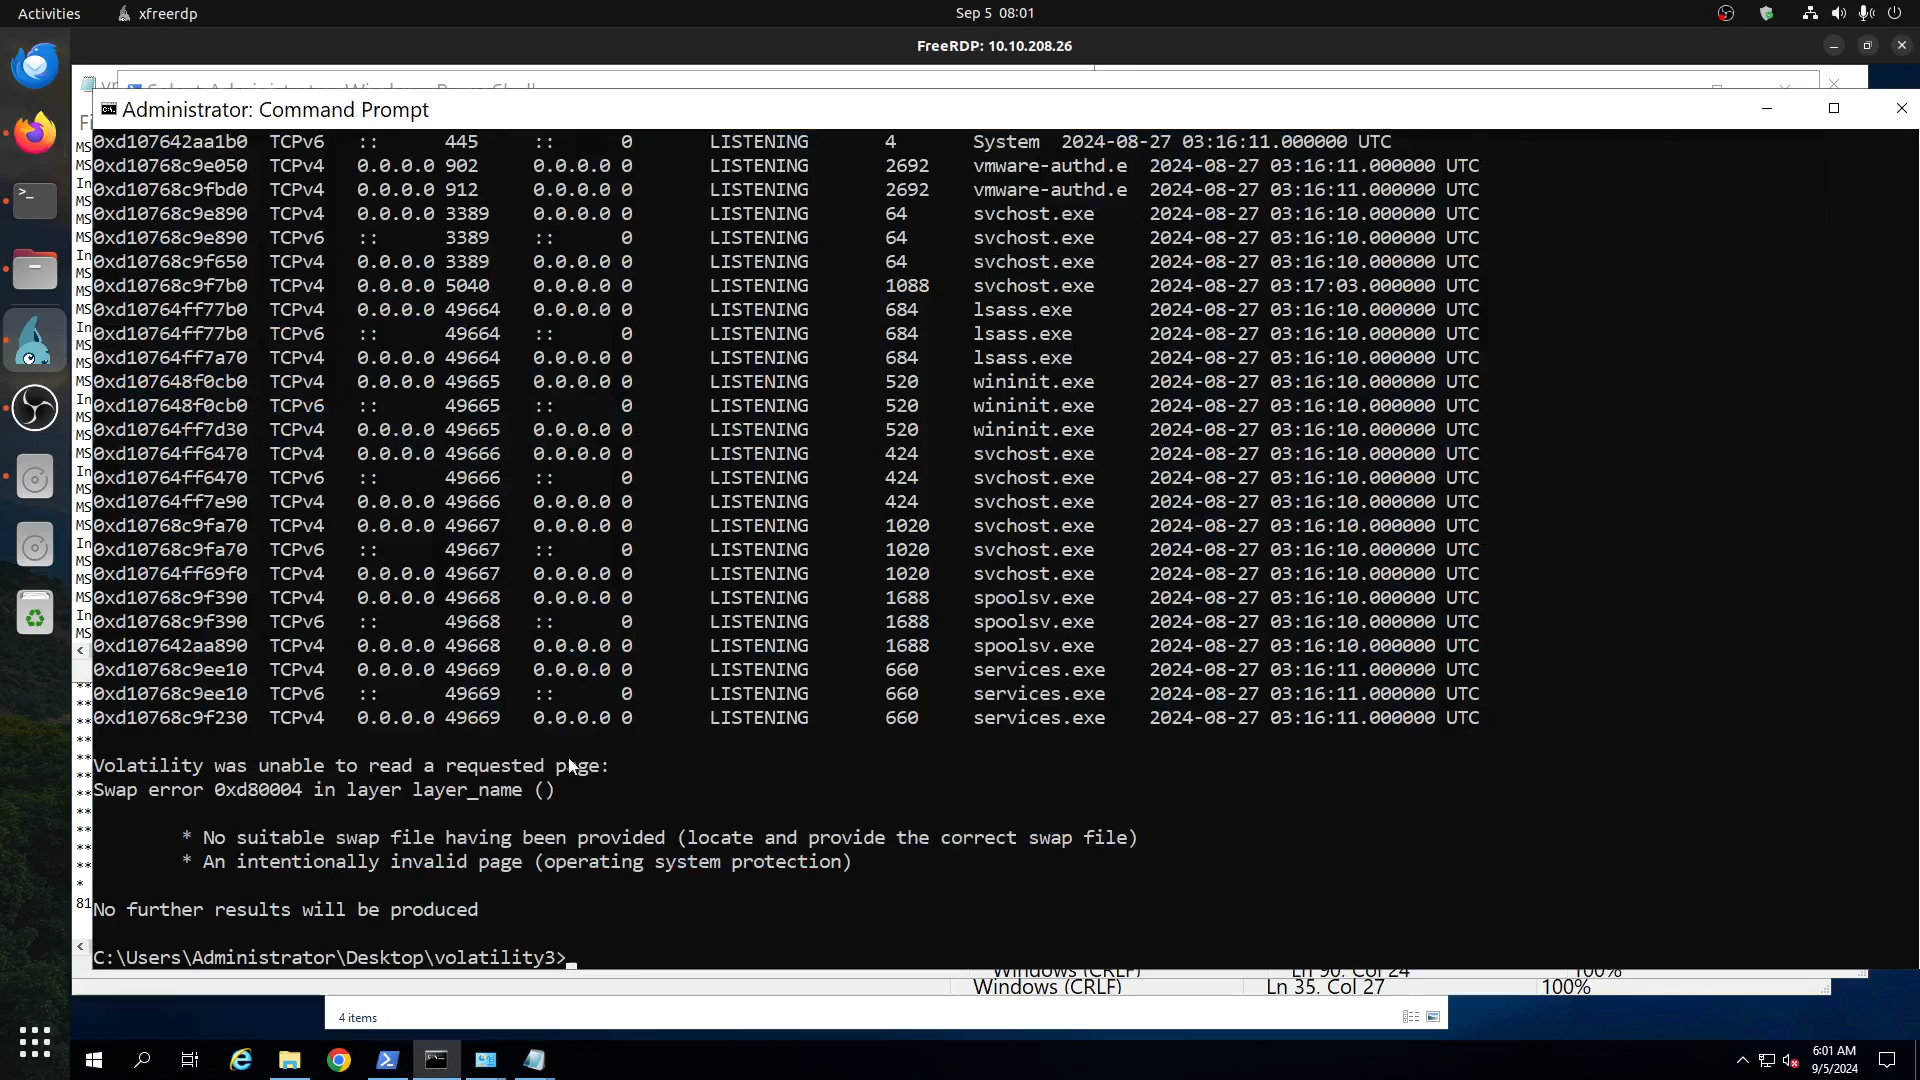 Activities xfreerdp Sep 5 08:01
FreeRDP: 10.10.208.26
Administrator: Command Prompt
0xd107642aa1b0 TCPv6 :: 445 :: 0 LISTENING 4 System 2024-08-27 03:16:11.000000 UTC
0xd10768c9e050 TCPv4 0.0.0.0 902 0.0.0.0 0 LISTENING 2692 vmware-authd.e 2024-08-27 03:16:11.000000 UTC
0xd10768c9fbd0 TCPv4 0.0.0.0 912 0.0.0.0 0 LISTENING 2692 vmware-authd.e 2024-08-27 03:16:11.000000 UTC
0xd10768c9e890 TCPv4 0.0.0.0 3389 0.0.0.0 0 LISTENING 64 svchost.exe 2024-08-27 03:16:10.000000 UTC
0xd10768c9e890 TCPv6 :: 3389 :: 0 LISTENING 64 svchost.exe 2024-08-27 03:16:10.000000 UTC
0xd10768c9f650 TCPv4 0.0.0.0 3389 0.0.0.0 0 LISTENING 64 svchost.exe 2024-08-27 03:16:10.000000 UTC
0xd10768c9f7b0 TCPv4 0.0.0.0 5040 0.0.0.0 0 LISTENING 1088 svchost.exe 2024-08-27 03:17:03.000000 UTC
0xd10764ff77b0 TCPv4 0.0.0.0 49664 0.0.0.0 0 LISTENING 684 lsass.exe 2024-08-27 03:16:10.000000 UTC
0xd10764ff77b0 TCPv6 :: 49664 :: 0 LISTENING 684 lsass.exe 2024-08-27 03:16:10.000000 UTC
0xd10764ff7a70 TCPv4 0.0.0.0 49664 0.0.0.0 0 LISTENING 684 lsass.exe 2024-08-27 03:16:10.000000 UTC
0xd107648f0cb0 TCPv4 0.0.0.0 49665 0.0.0.0 0 LISTENING 520 wininit.exe 2024-08-27 03:16:10.000000 UTC
0xd107648f0cb0 TCPv6 :: 49665 :: 0 LISTENING 520 wininit.exe 2024-08-27 03:16:10.000000 UTC
0xd10764ff7d30 TCPv4 0.0.0.0 49665 0.0.0.0 0 LISTENING 520 wininit.exe 2024-08-27 03:16:10.000000 UTC
0xd10764ff6470 TCPv4 0.0.0.0 49666 0.0.0.0 0 LISTENING 424 svchost.exe 2024-08-27 03:16:10.000000 UTC
0xd10764ff6470 TCPv6 :: 49666 :: 0 LISTENING 424 svchost.exe 2024-08-27 03:16:10.000000 UTC
0xd10764ff7e90 TCPv4 0.0.0.0 49666 0.0.0.0 0 LISTENING 424 svchost.exe 2024-08-27 03:16:10.000000 UTC
0xd10768c9fa70 TCPv4 0.0.0.0 49667 0.0.0.0 0 LISTENING 1020 svchost.exe 2024-08-27 03:16:10.000000 UTC
0xd10768c9fa70 TCPv6 :: 49667 :: 0 LISTENING 1020 svchost.exe 2024-08-27 03:16:10.000000 UTC
0xd10764ff69f0 TCPv4 0.0.0.0 49667 0.0.0.0 0 LISTENING 1020 svchost.exe 2024-08-27 03:16:10.000000 UTC
0xd10768c9f390 TCPv4 0.0.0.0 49668 0.0.0.0 0 LISTENING 1688 spoolsv.exe 2024-08-27 03:16:10.000000 UTC
0xd10768c9f390 TCPv6 :: 49668 :: 0 LISTENING 1688 spoolsv.exe 2024-08-27 03:16:10.000000 UTC
0xd107642aa890 TCPv4 0.0.0.0 49668 0.0.0.0 0 LISTENING 1688 spoolsv.exe 2024-08-27 03:16:10.000000 UTC
0xd10768c9ee10 TCPv4 0.0.0.0 49669 0.0.0.0 0 LISTENING 660 services.exe 2024-08-27 03:16:11.000000 UTC
0xd10768c9ee10 TCPv6 :: 49669 :: 0 LISTENING 660 services.exe 2024-08-27 03:16:11.000000 UTC
0xd10768c9f230 TCPv4 0.0.0.0 49669 0.0.0.0 0 LISTENING 660 services.exe 2024-08-27 03:16:11.000000 UTC
Volatility was unable to read a requested page:
Swap error 0xd80004 in layer layer_name ()
* No suitable swap file having been provided (locate and provide the correct swap file)
* An intentionally invalid page (operating system protection)
No further results will be produced
C:\Users\Administrator\Desktop\volatility3>
Windows (CRLF) Ln 90, Col 24 100%
Windows (CRLF) Ln 35, Col 27 100%
4 items
6:01 AM
9/5/2024